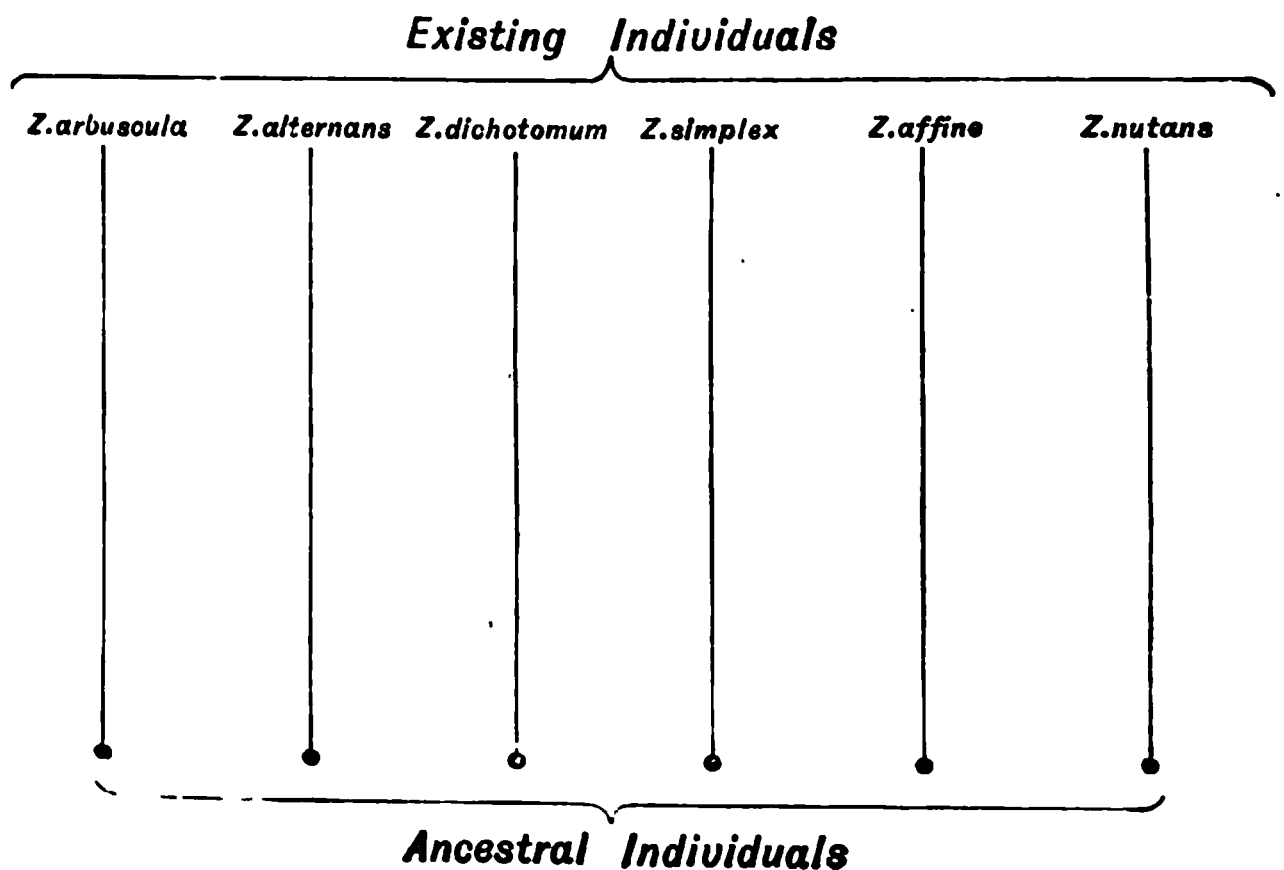 Existing Individuals
Z.arbuscula Z.alternans Z.dichotomum Z.simplex Z.affine Z.nutans
Ancestral Individuals